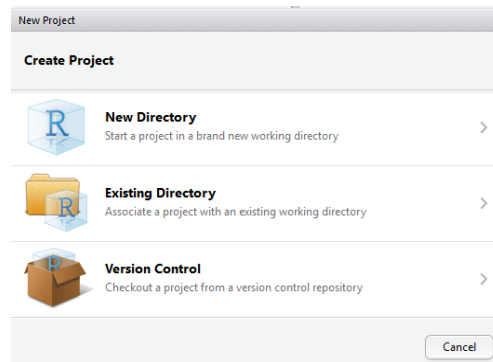 New Project
Create Project
R
New Directory
Start a project in a brand new working directory
R
Existing Directory
Associate a project with an existing working directory
R
Version Control
Checkout a project from a version control repository
Cancel